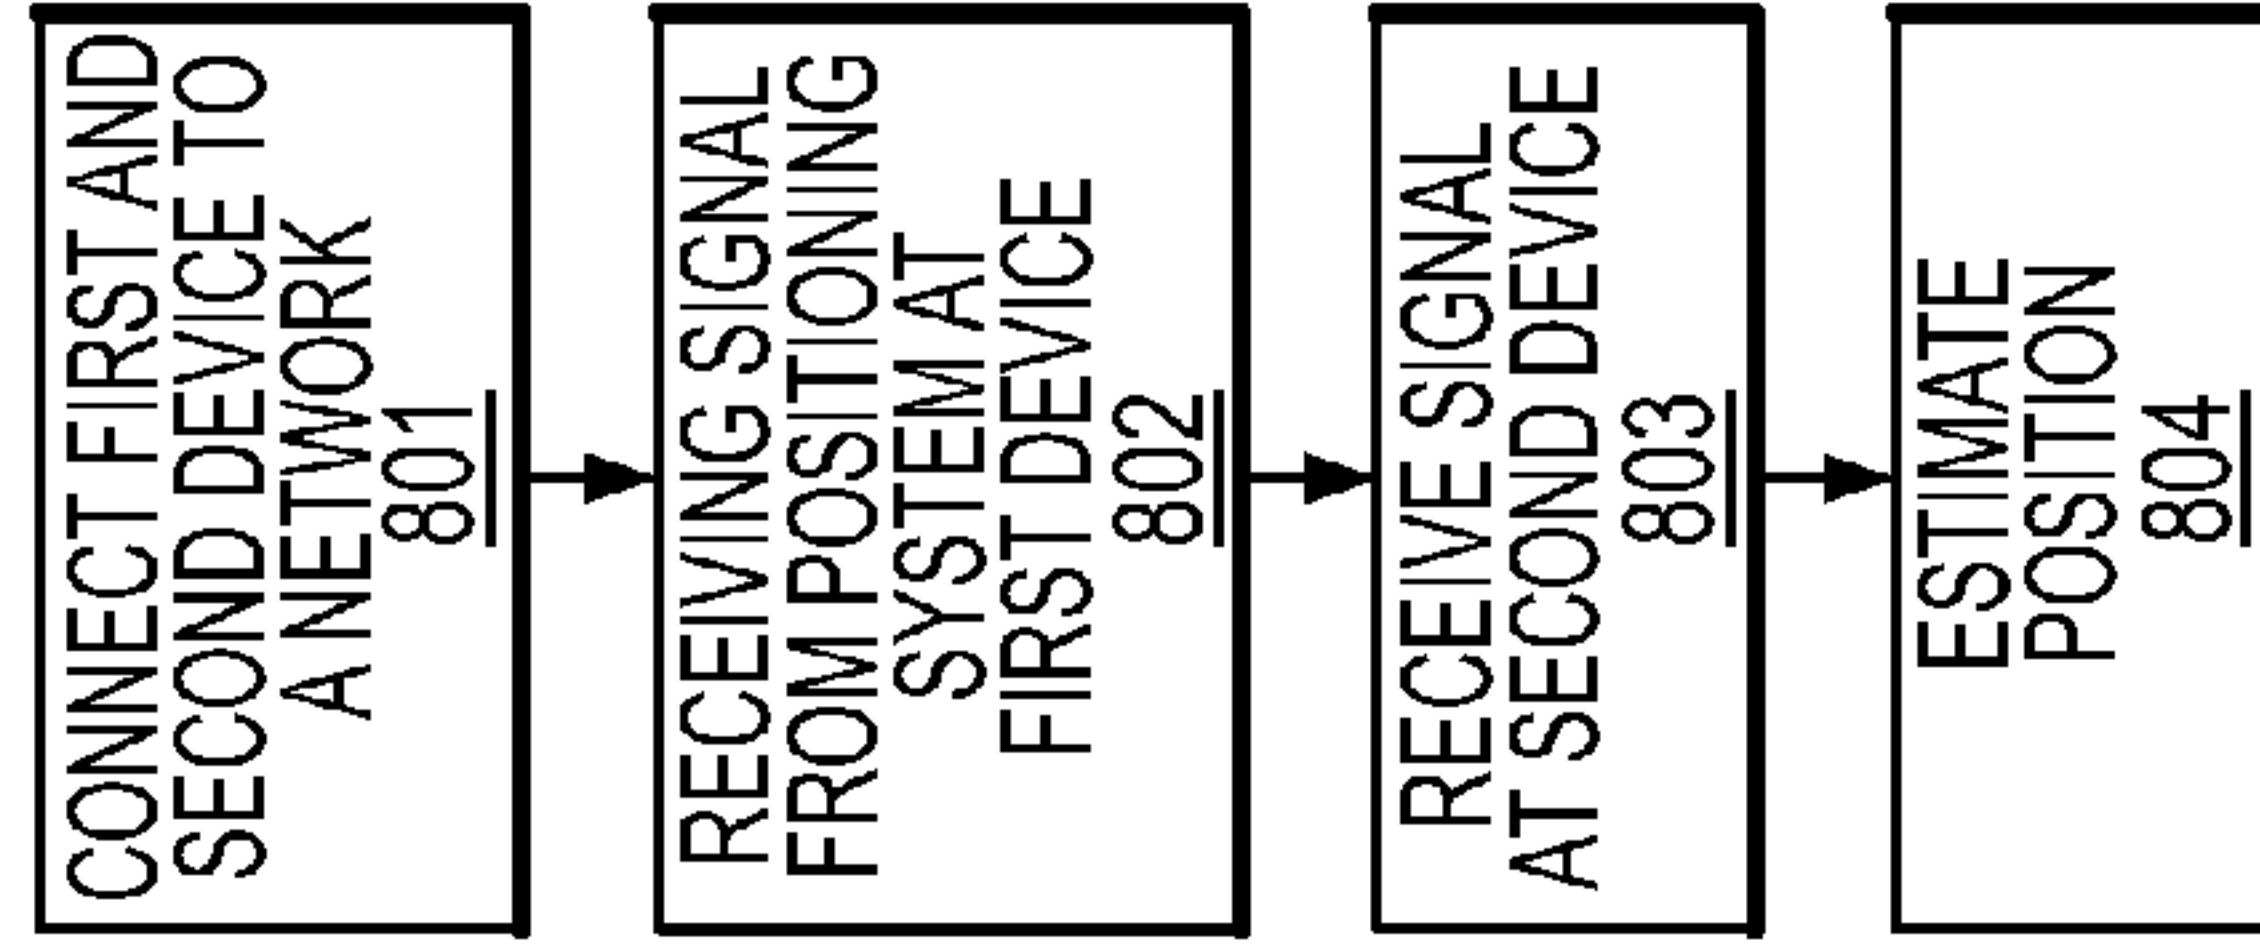 CONNECT FIRST AND
SECOND DEVICE TO
A NETWORK
801
RECEIVING SIGNAL
FROM POSITIONING
SYSTEM AT
FIRST DEVICE
802
RECEIVE SIGNAL
AT SECOND DEVICE
803
ESTIMATE
POSITION
804